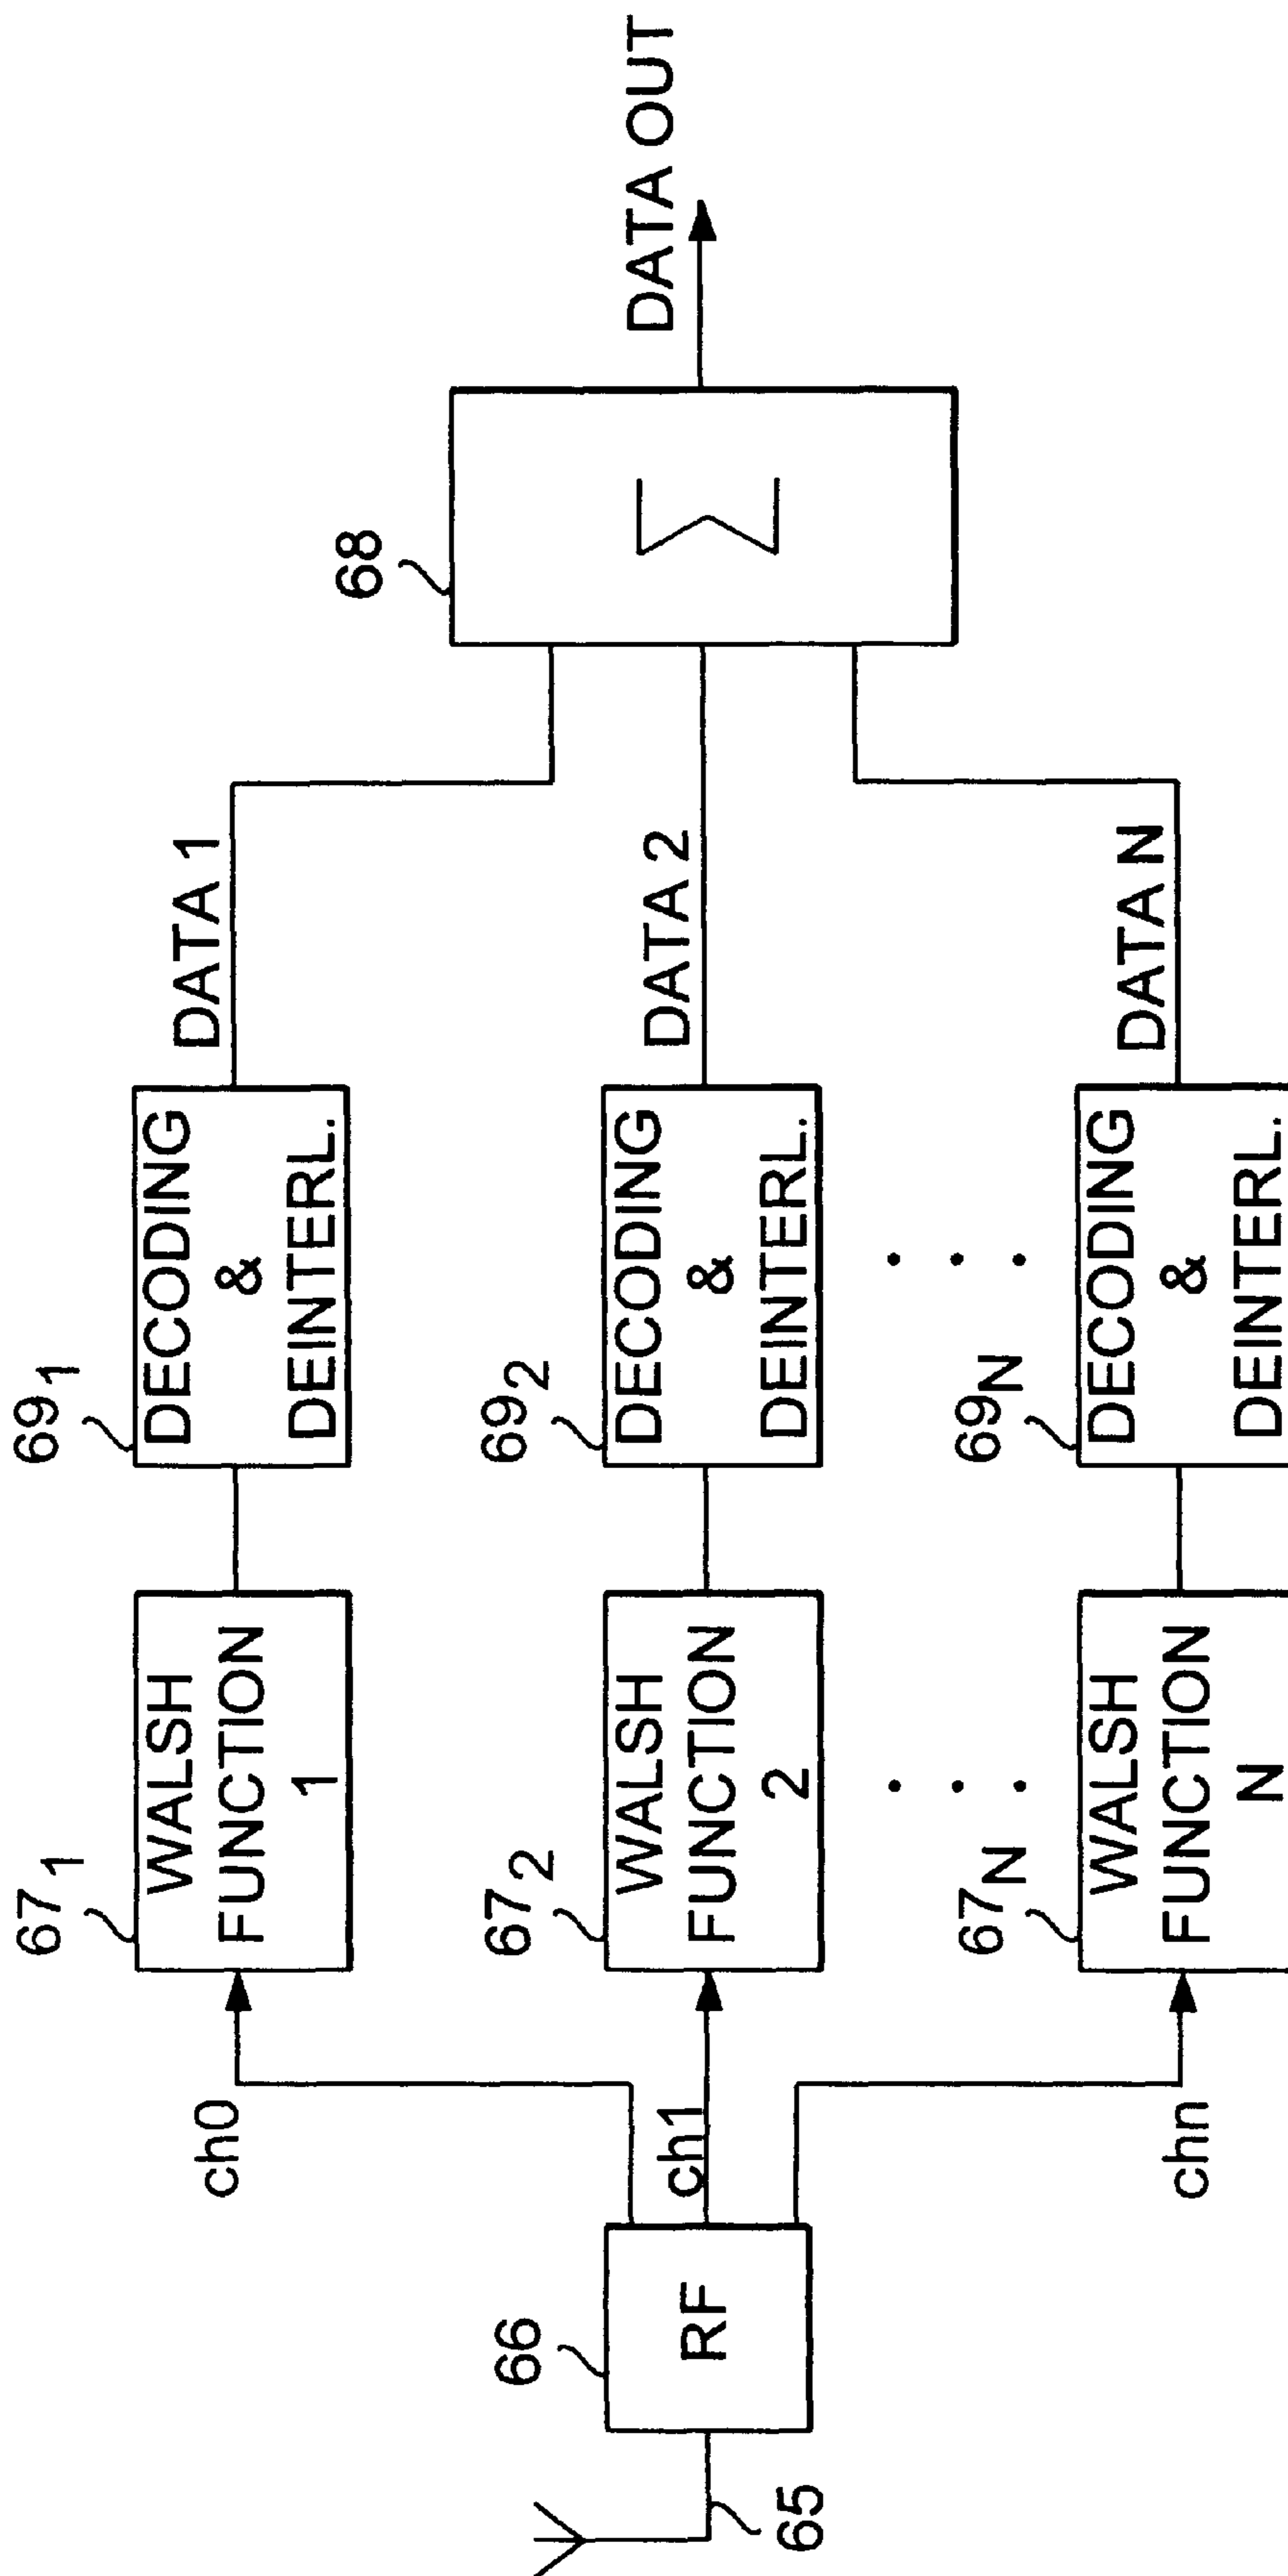 65
66
RF
ch0
ch1
chn
67₁
WALSH
FUNCTION
1
67₂
WALSH
FUNCTION
2
67N
WALSH
FUNCTION
N
. . .
69₁
DECODING
&
DEINTERL.
69₂
DECODING
&
DEINTERL.
69N
DECODING
&
DEINTERL.
. . .
DATA 1
DATA 2
DATA N
68
Σ
DATA OUT